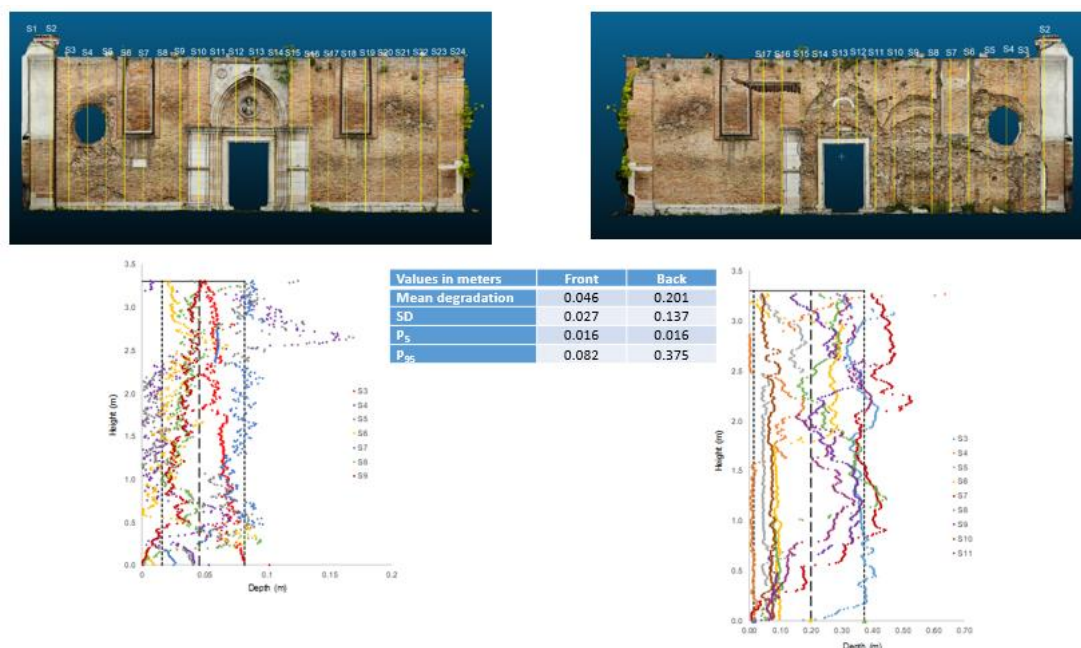 S1 S2 S3 S4 S5 S6 S7 S8 S9 S10 S11 S12 S13 S14 S15 S16 S17 S18 S19 S20 S21 S22 S23 S24
S17 S16 S15 S14 S13 S12 S11 S10 S9 S8 S7 S6 S5 S4 S3 S2
Values in meters Front Back
Mean degradation 0.046 0.201
SD 0.027 0.137
P5 0.016 0.016
P95 0.082 0.375
3.5
3.0
2.5
2.0
1.5
1.0
0.5
0.0
Height (m)
0 0.05 0.1 0.15 0.2
Depth (m)
S3
S4
S5
S6
S7
S8
S9
3.5
3.0
2.5
2.0
1.5
1.0
0.5
0.0
Height (m)
0.00 0.10 0.20 0.30 0.40 0.50 0.60 0.70
Depth (m)
S3
S4
S5
S6
S7
S8
S9
S10
S11